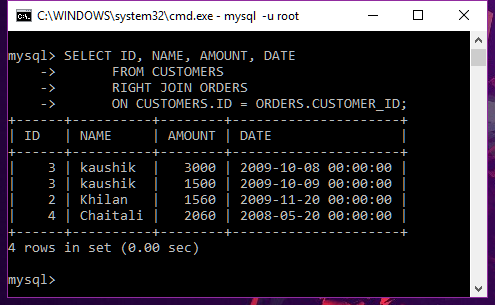 C:\WINDOWS\system32\cmd.exe - mysql -u root
mysql> SELECT ID, NAME, AMOUNT, DATE
    ->        FROM CUSTOMERS
    ->        RIGHT JOIN ORDERS
    ->        ON CUSTOMERS.ID = ORDERS.CUSTOMER_ID;
+------+----------+--------+---------------------+
| ID   | NAME     | AMOUNT | DATE                |
+------+----------+--------+---------------------+
|    3 | kaushik  |   3000 | 2009-10-08 00:00:00 |
|    3 | kaushik  |   1500 | 2009-10-09 00:00:00 |
|    2 | Khilan   |   1560 | 2009-11-20 00:00:00 |
|    4 | Chaitali |   2060 | 2008-05-20 00:00:00 |
+------+----------+--------+---------------------+
4 rows in set (0.00 sec)
mysql>